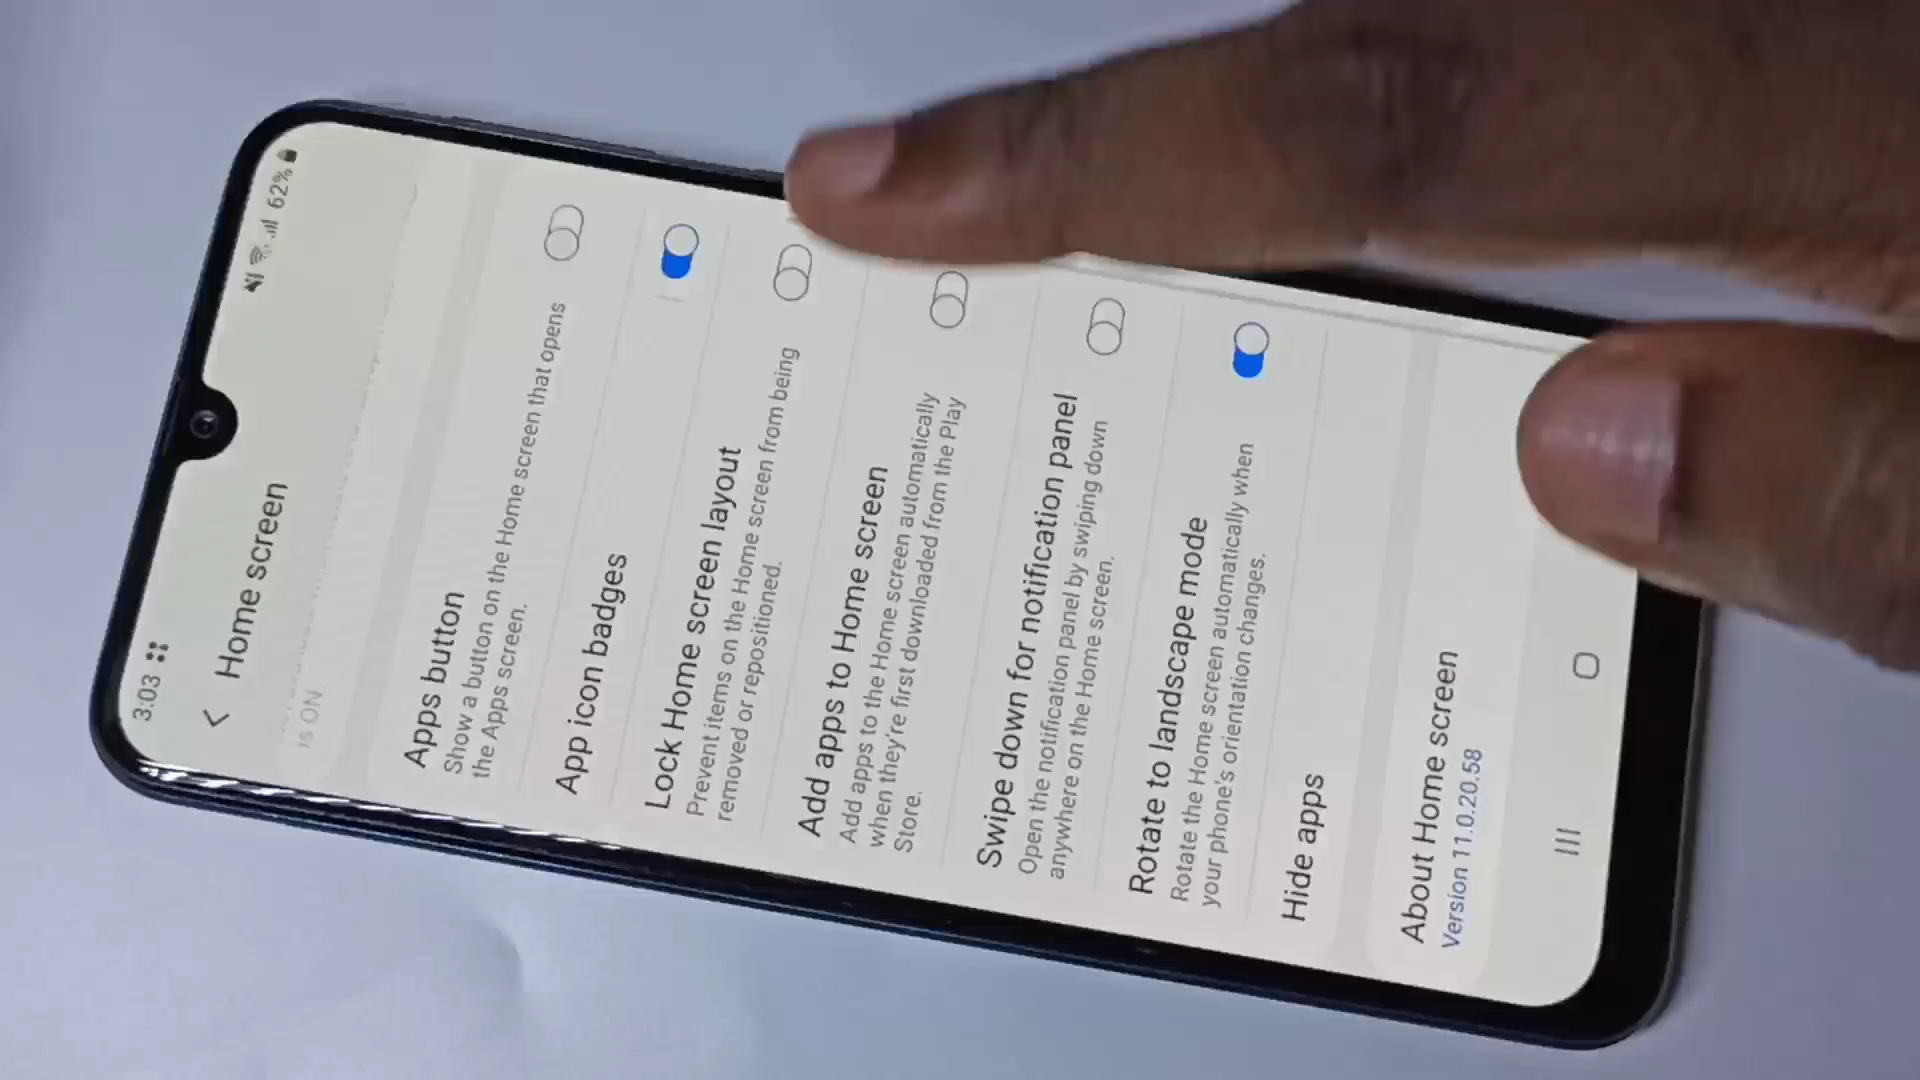 3:03
62%
Home screen
is ON.
Apps button
Show a button on the Home screen that opens
the Apps screen.
App icon badges
Lock Home screen layout
Prevent items on the Home screen from being
removed or repositioned.
Add apps to Home screen
Add apps to the Home screen automatically
when they're first downloaded from the Play
Store.
Swipe down for notification panel
Open the notification panel by swiping down
anywhere on the Home screen.
Rotate to landscape mode
Rotate the Home screen automatically when
your phone's orientation changes.
Hide apps
About Home screen
Version 11.0.20.58